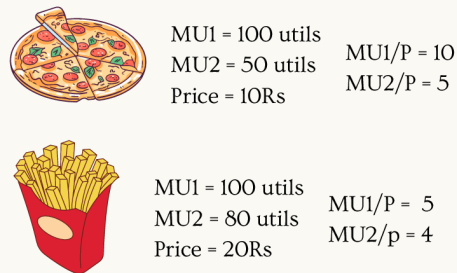 MU1 = 100 utils
MU2 = 50 utils
Price = 10Rs
MU1/P = 10
MU2/P = 5
MU1 = 100 utils
MU2 = 80 utils
Price = 20Rs
MU1/P = 5
MU2/p = 4